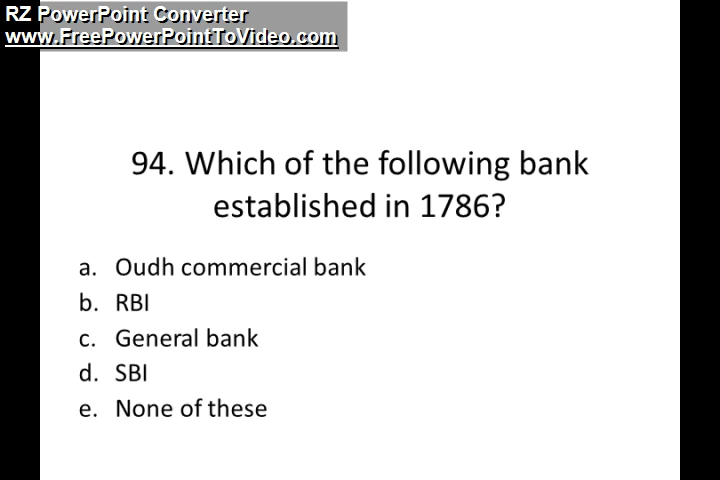 RZ PowerPoint Converter
www.FreePowerPointToVideo.com
94. Which of the following bank
established in 1786?
a. Oudh commercial bank
b. RBI
c. General bank
d. SBI
e. None of these